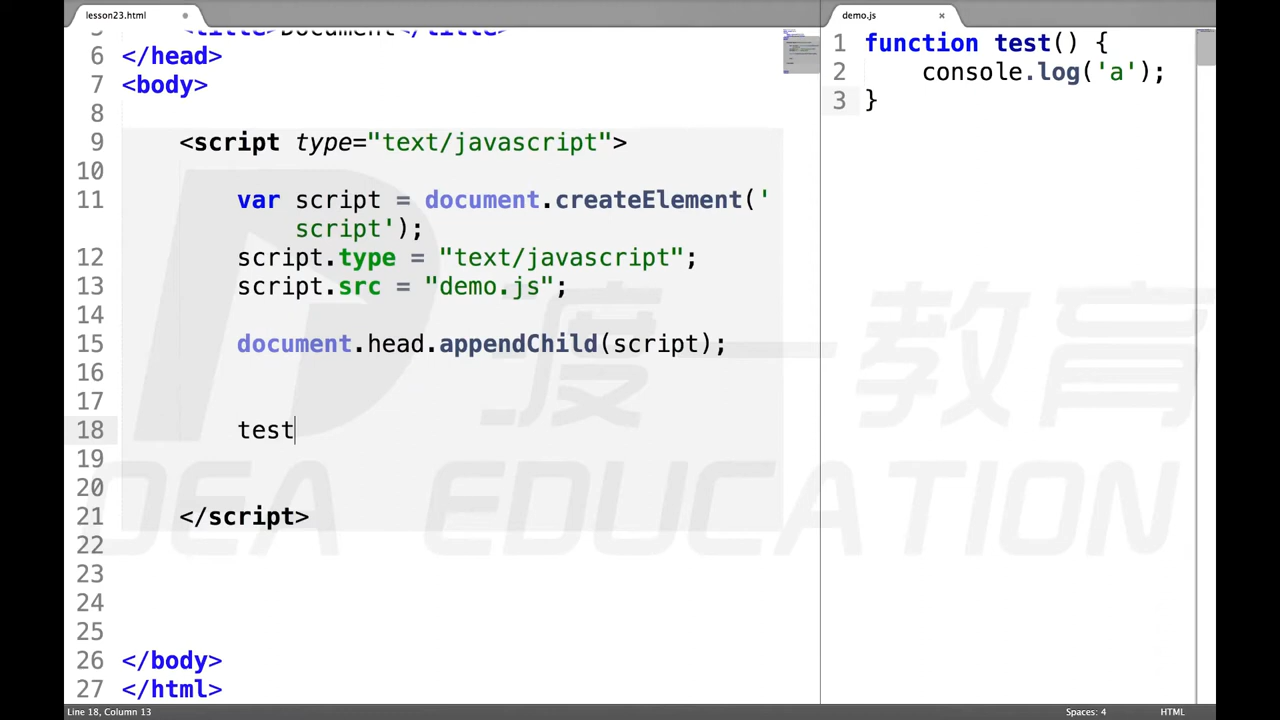 lesson23.html
demo.js
5 <title>Document</title>
6 </head>
7 <body>
8
9 <script type="text/javascript">
10
11 var script = document.createElement('
script');
12 script.type = "text/javascript";
13 script.src = "demo.js";
14
15 document.head.appendChild(script);
16
17
18 test
19
20
21 </script>
22
23
24
25
26 </body>
27 </html>
1 function test() {
2 console.log('a');
3 }
渡一教育
IDEA EDUCATION
Line 18, Column 13
Spaces: 4
HTML